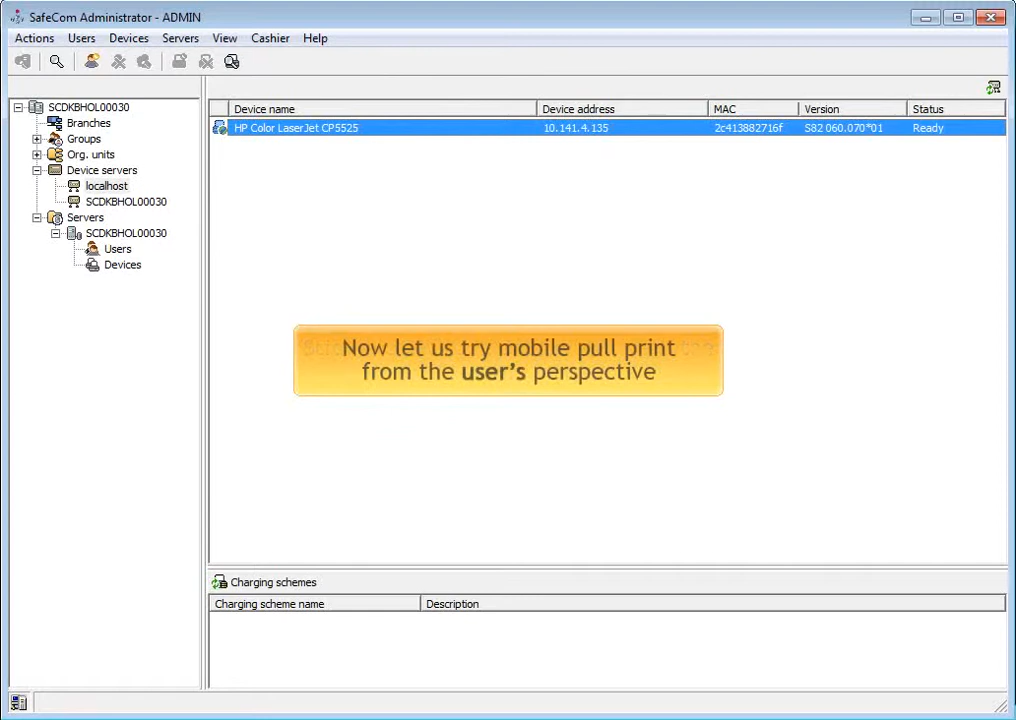 SafeCom Administrator - ADMIN
Actions Users Devices Servers View Cashier Help
SCDKBHOL00030
Branches
Groups
Org. units
Device servers
localhost
SCDKBHOL00030
Servers
SCDKBHOL00030
Users
Devices
Device name Device address MAC Version Status
HP Color LaserJet CP5525 10.141.4.135 2c413882716f S82 060.070*01 Ready
Now let us try mobile pull print
from the user's perspective
Charging schemes
Charging scheme name Description